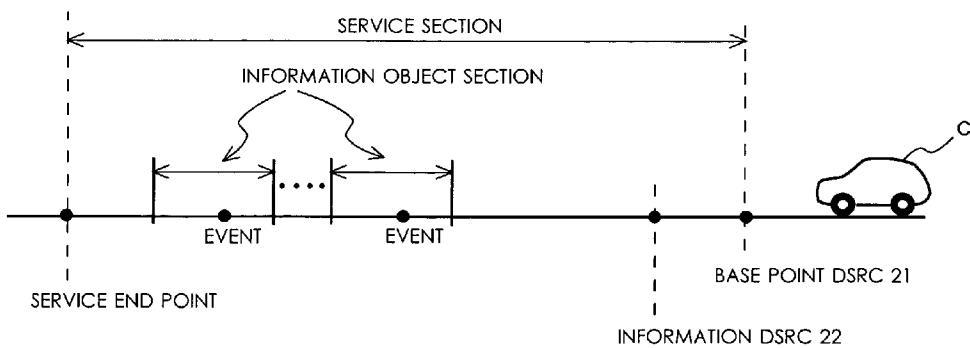 SERVICE SECTION
INFORMATION OBJECT SECTION
C
EVENT
EVENT
BASE POINT DSRC 21
SERVICE END POINT
INFORMATION DSRC 22